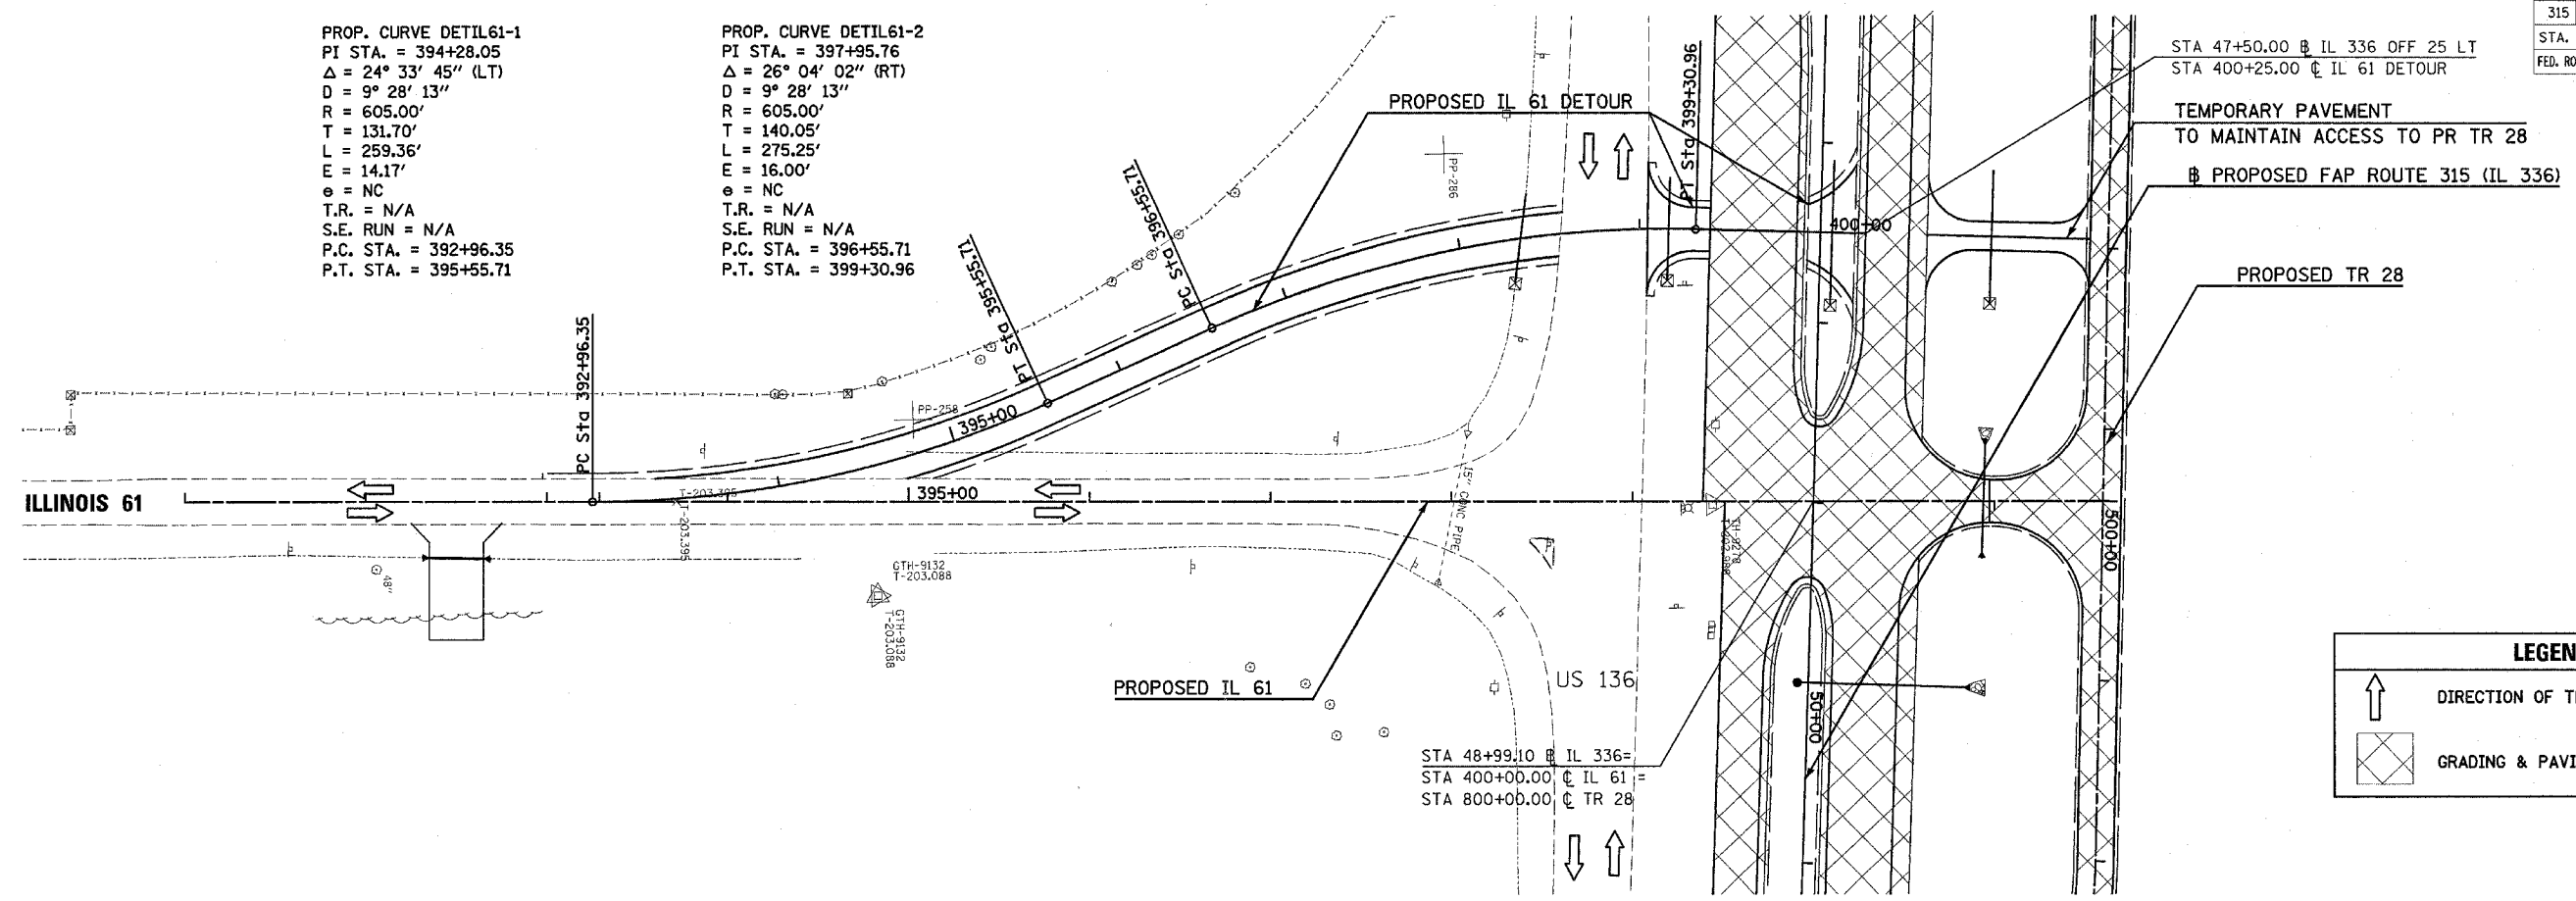 PROP. CURVE DETIL61-1
PI STA. = 394+28.05
Δ = 24° 33' 45" (LT)
D = 9° 28' 13"
R = 605.00'
T = 131.70'
L = 259.36'
E = 14.17'
e = NC
T.R. = N/A
S.E. RUN = N/A
P.C. STA. = 392+96.35
P.T. STA. = 395+55.71
PROP. CURVE DETIL61-2
PI STA. = 397+95.76
Δ = 26° 04' 02" (RT)
D = 9° 28' 13"
R = 605.00'
T = 140.05'
L = 275.25'
E = 16.00'
e = NC
T.R. = N/A
S.E. RUN = N/A
P.C. STA. = 396+55.71
P.T. STA. = 399+30.96
315
STA.
FED. RO
STA 47+50.00 ⅊ IL 336 OFF 25 LT
STA 400+25.00 ℄ IL 61 DETOUR
TEMPORARY PAVEMENT
TO MAINTAIN ACCESS TO PR TR 28
PROPOSED FAP ROUTE 315 (IL 336)
PROPOSED TR 28
PROPOSED IL 61 DETOUR
PT Sta 399+30.96
PP-286
400+00
PC Sta 396+55.71
PT Sta 395+55.71
PC Sta 392+96.35
PP-258
395+00
ILLINOIS 61
T-203.395
T-203.395
395+00
15" CONC PIPE
48"
GTH-9132
T-203.088
GTH-9132
T-203.088
500+00
50+00
US 136
PROPOSED IL 61
STA 48+99.10 ⅊ IL 336=
STA 400+00.00 ℄ IL 61 =
STA 800+00.00 ℄ TR 28
LEGEN
DIRECTION OF T
GRADING & PAVI